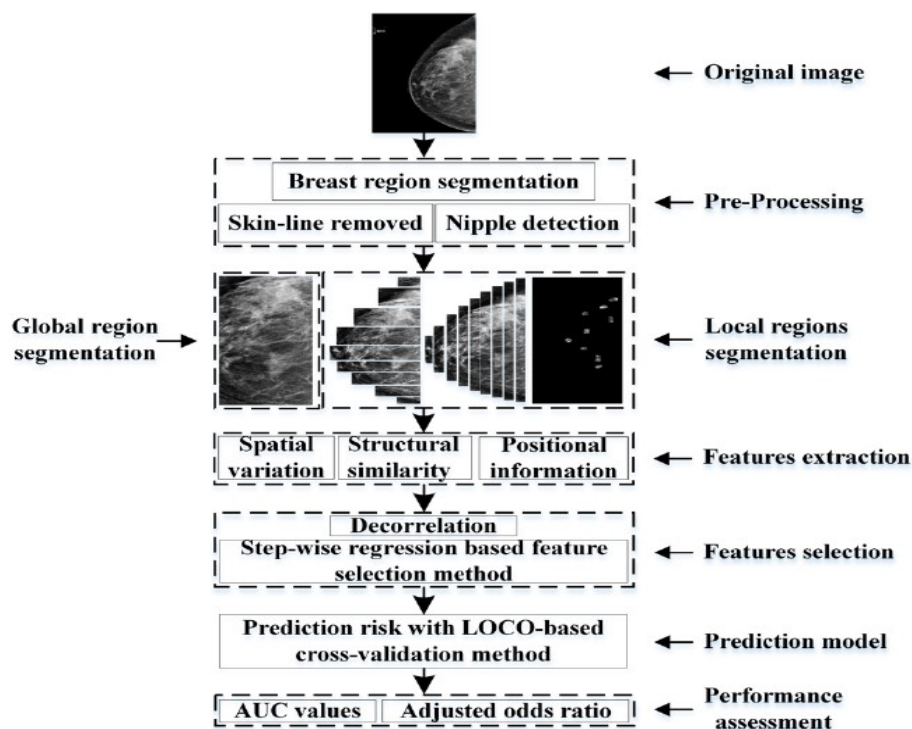 Original image
Breast region segmentation
Skin-line removed
Nipple detection
Pre-Processing
Global region
segmentation
Local regions
segmentation
Spatial
variation
Structural
similarity
Positional
information
Features extraction
Decorrelation
Step-wise regression based feature
selection method
Features selection
Prediction risk with LOCO-based
cross-validation method
Prediction model
AUC values
Adjusted odds ratio
Performance
assessment